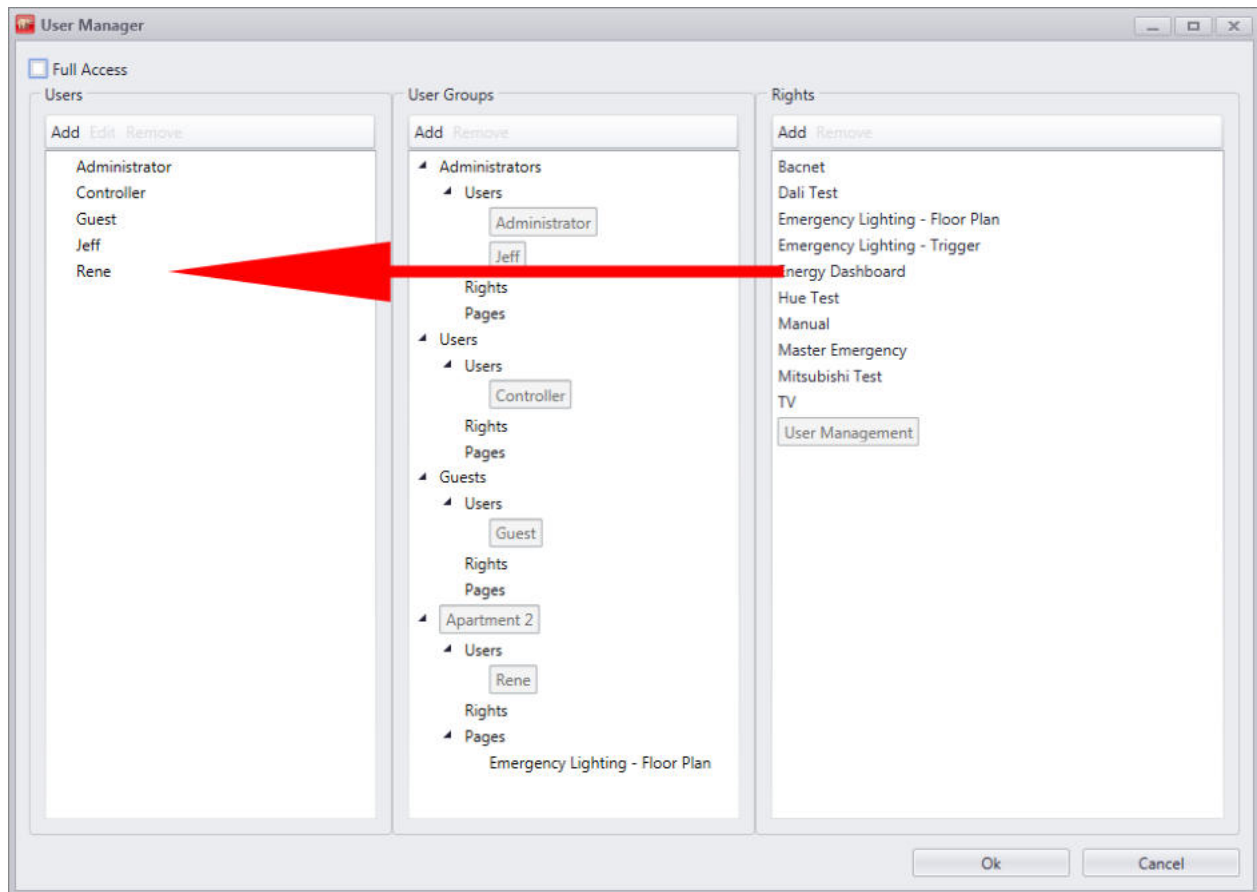 User Manager
Full Access
Users
Add Edit Remove
Administrator
Controller
Guest
Jeff
Rene
User Groups
Add Remove
Administrators
Users
Administrator
Jeff
Rights
Pages
Users
Users
Controller
Rights
Pages
Guests
Users
Guest
Rights
Pages
Apartment 2
Users
Rene
Rights
Pages
Emergency Lighting - Floor Plan
Rights
Add Remove
Bacnet
Dali Test
Emergency Lighting - Floor Plan
Emergency Lighting - Trigger
Energy Dashboard
Hue Test
Manual
Master Emergency
Mitsubishi Test
TV
User Management
Ok Cancel